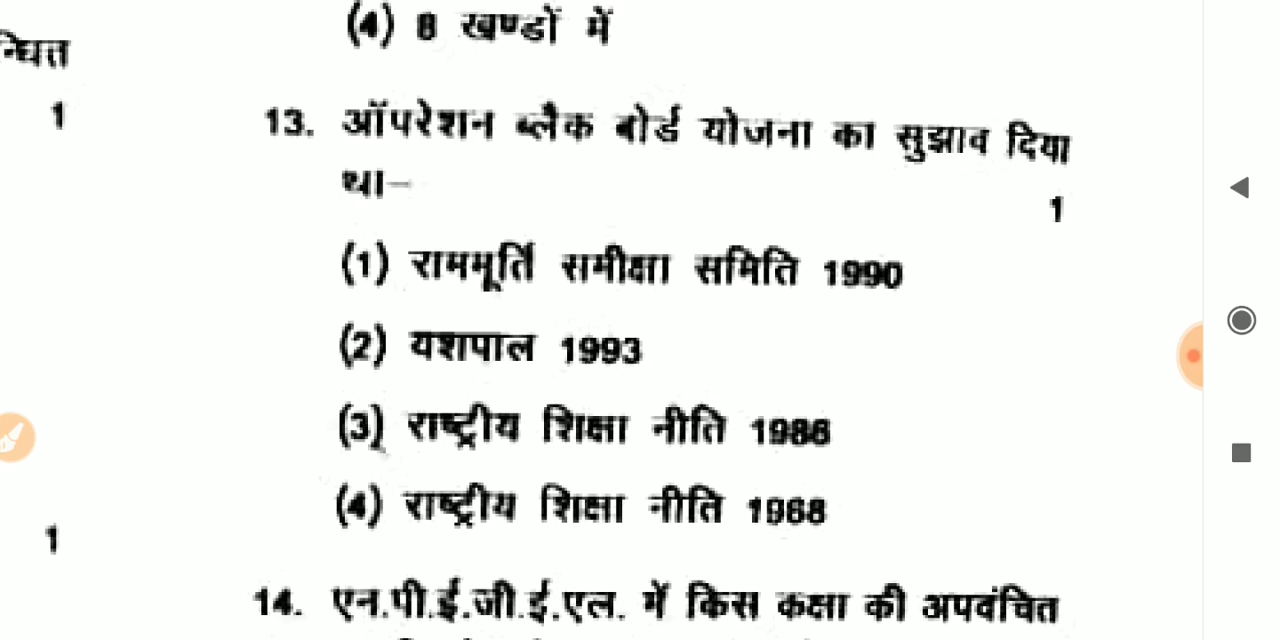 (4) 8 खण्डों में
न्धित
1
13. ऑपरेशन ब्लैक बोर्ड योजना का सुझाव दिया
था–
1
(1) राममूर्ति समीक्षा समिति 1990
(2) यशपाल 1993
(3) राष्ट्रीय शिक्षा नीति 1986
(4) राष्ट्रीय शिक्षा नीति 1968
1
14. एन.पी.ई.जी.ई.एल. में किस कक्षा की अपवंचित